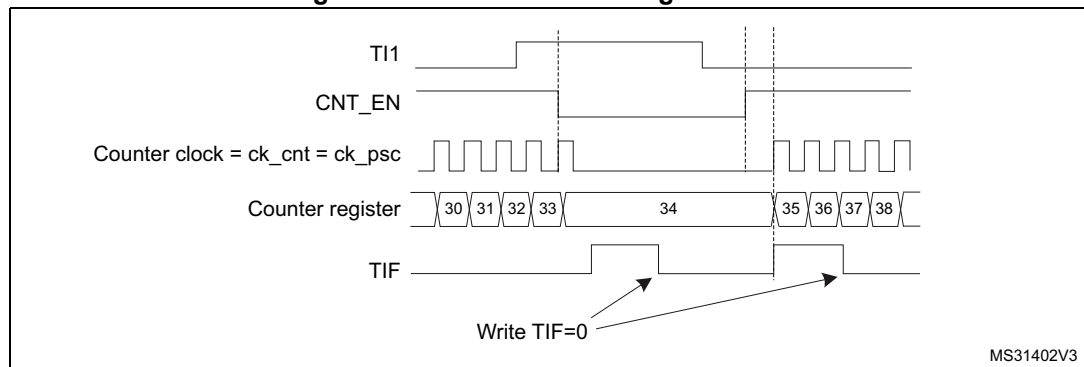 TI1
CNT_EN
Counter clock = ck_cnt = ck_psc
Counter register 30 31 32 33 34 35 36 37 38
TIF
Write TIF=0
MS31402V3